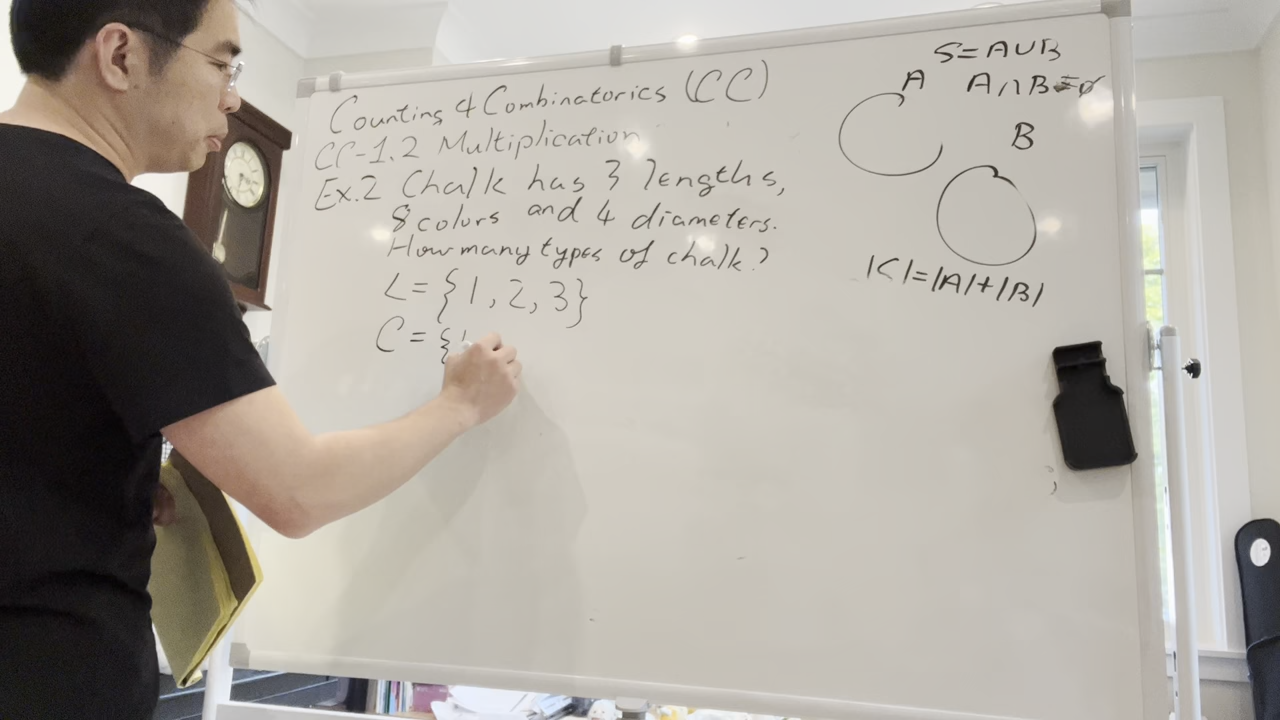 Counting & Combinatorics (CC)
CC-1.2 Multiplication
Ex.2 Chalk has 3 lengths,
8 colors and 4 diameters.
How many types of chalk?
L = {1, 2, 3}
C = {1
S = A ∪ B
A ∩ B = ∅
A
B
|C| = |A| + |B|